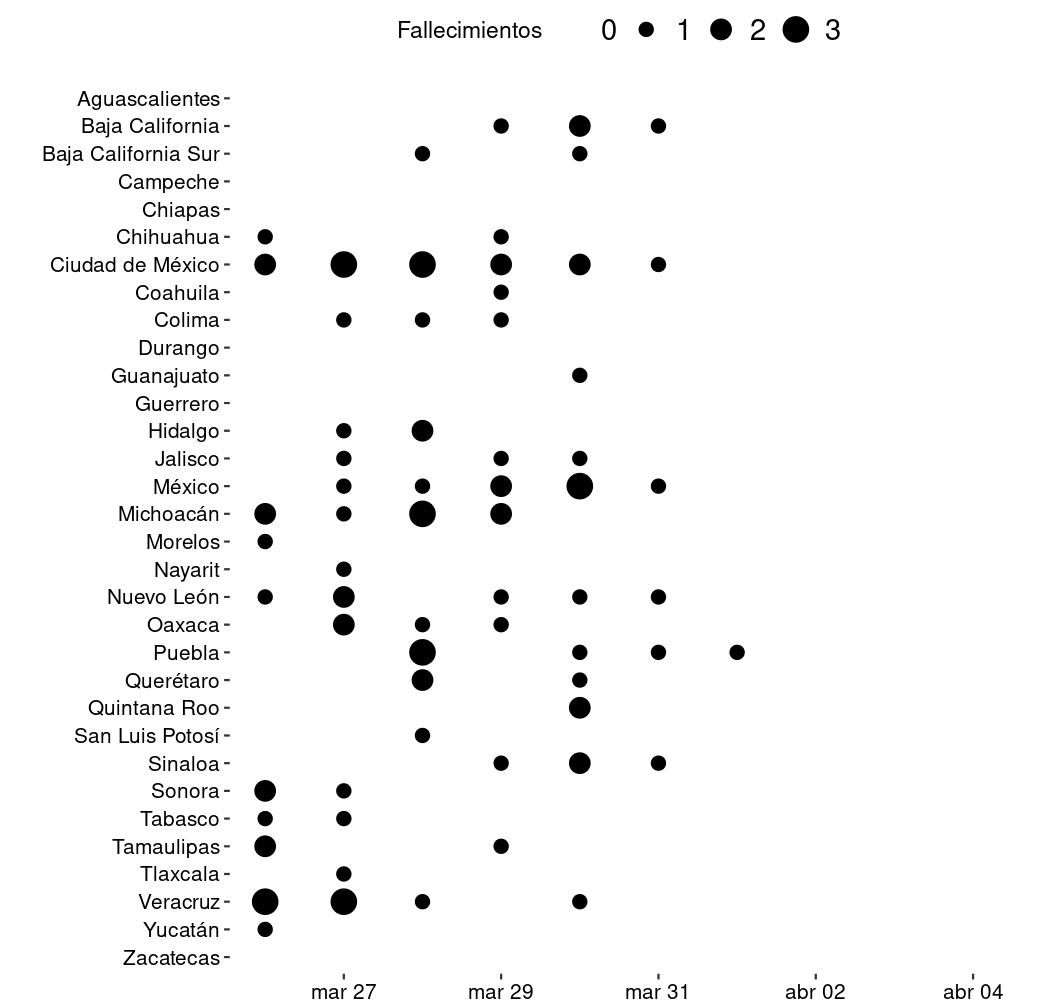 Fallecimientos 0 1 2 3
Aguascalientes
Baja California
Baja California Sur
Campeche
Chiapas
Chihuahua
Ciudad de México
Coahuila
Colima
Durango
Guanajuato
Guerrero
Hidalgo
Jalisco
México
Michoacán
Morelos
Nayarit
Nuevo León
Oaxaca
Puebla
Querétaro
Quintana Roo
San Luis Potosí
Sinaloa
Sonora
Tabasco
Tamaulipas
Tlaxcala
Veracruz
Yucatán
Zacatecas
mar 27 mar 29 mar 31 abr 02 abr 04